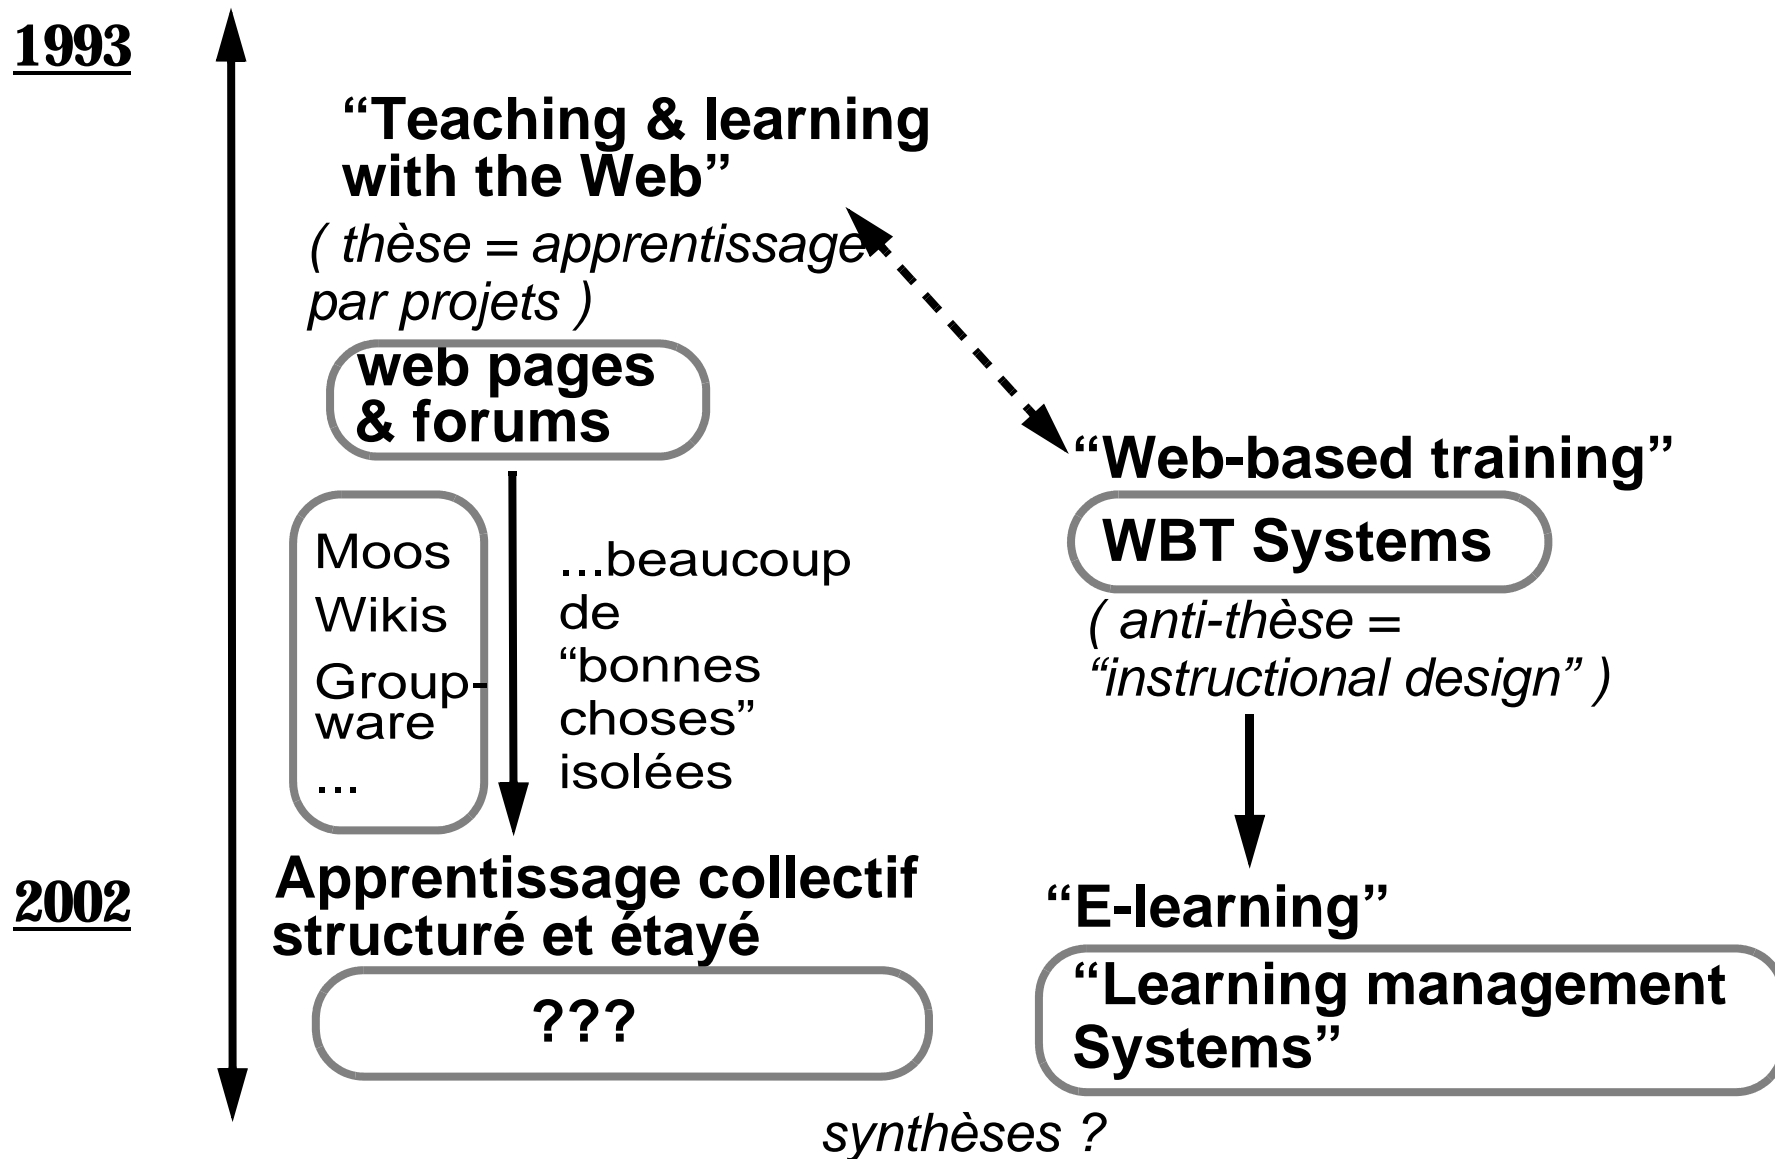 1993
“Teaching & learning
with the Web”
( thèse = apprentissage
par projets )
web pages
& forums
Moos
Wikis
Group-
ware
...
...beaucoup
de
“bonnes
choses”
isolées
“Web-based training”
WBT Systems
( anti-thèse =
“instructional design” )
2002
Apprentissage collectif
structuré et étayé
???
“E-learning”
“Learning management
Systems”
synthèses ?